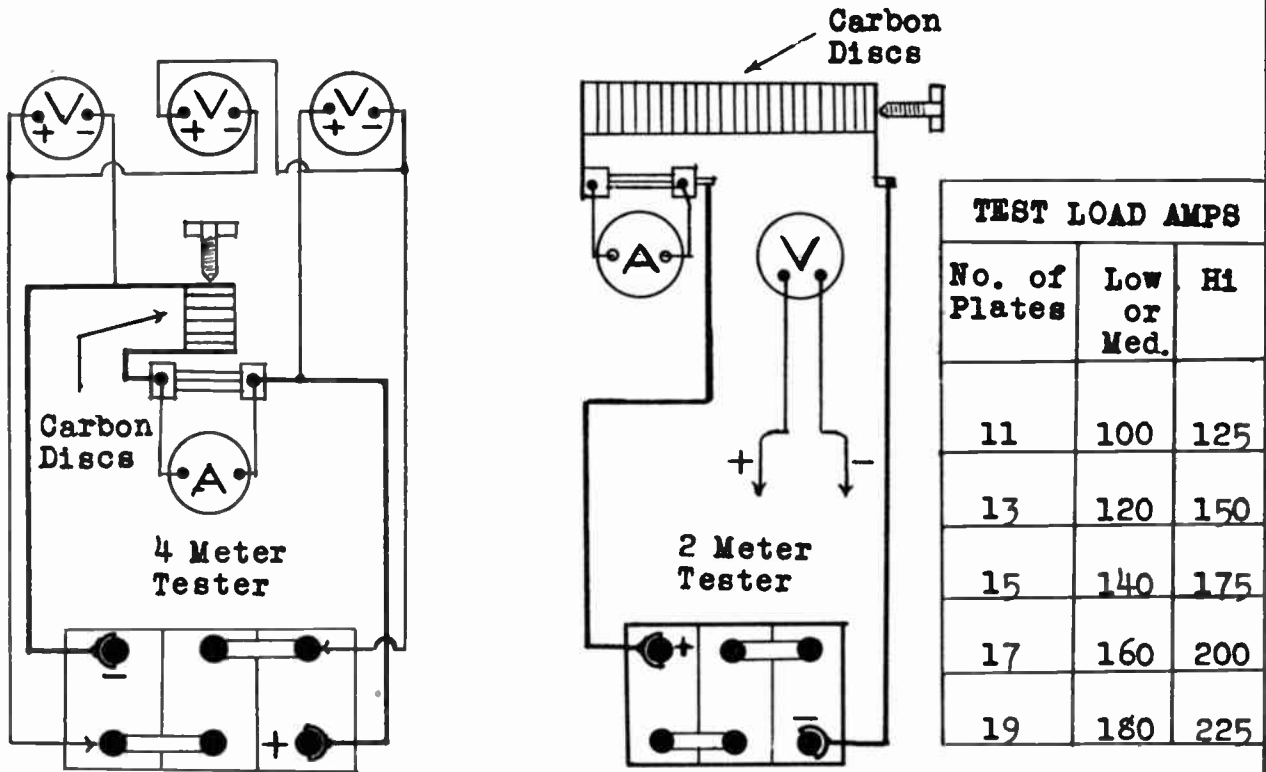 Carbon
Discs
V
+ -
V
+ -
V
+ -
Carbon
Discs
A
4 Meter
Tester
-
+
A
V
+ -
2 Meter
Tester
+
-
TEST LOAD AMPS
No. of Plates Low or Med. Hi
11 100 125
13 120 150
15 140 175
17 160 200
19 180 225